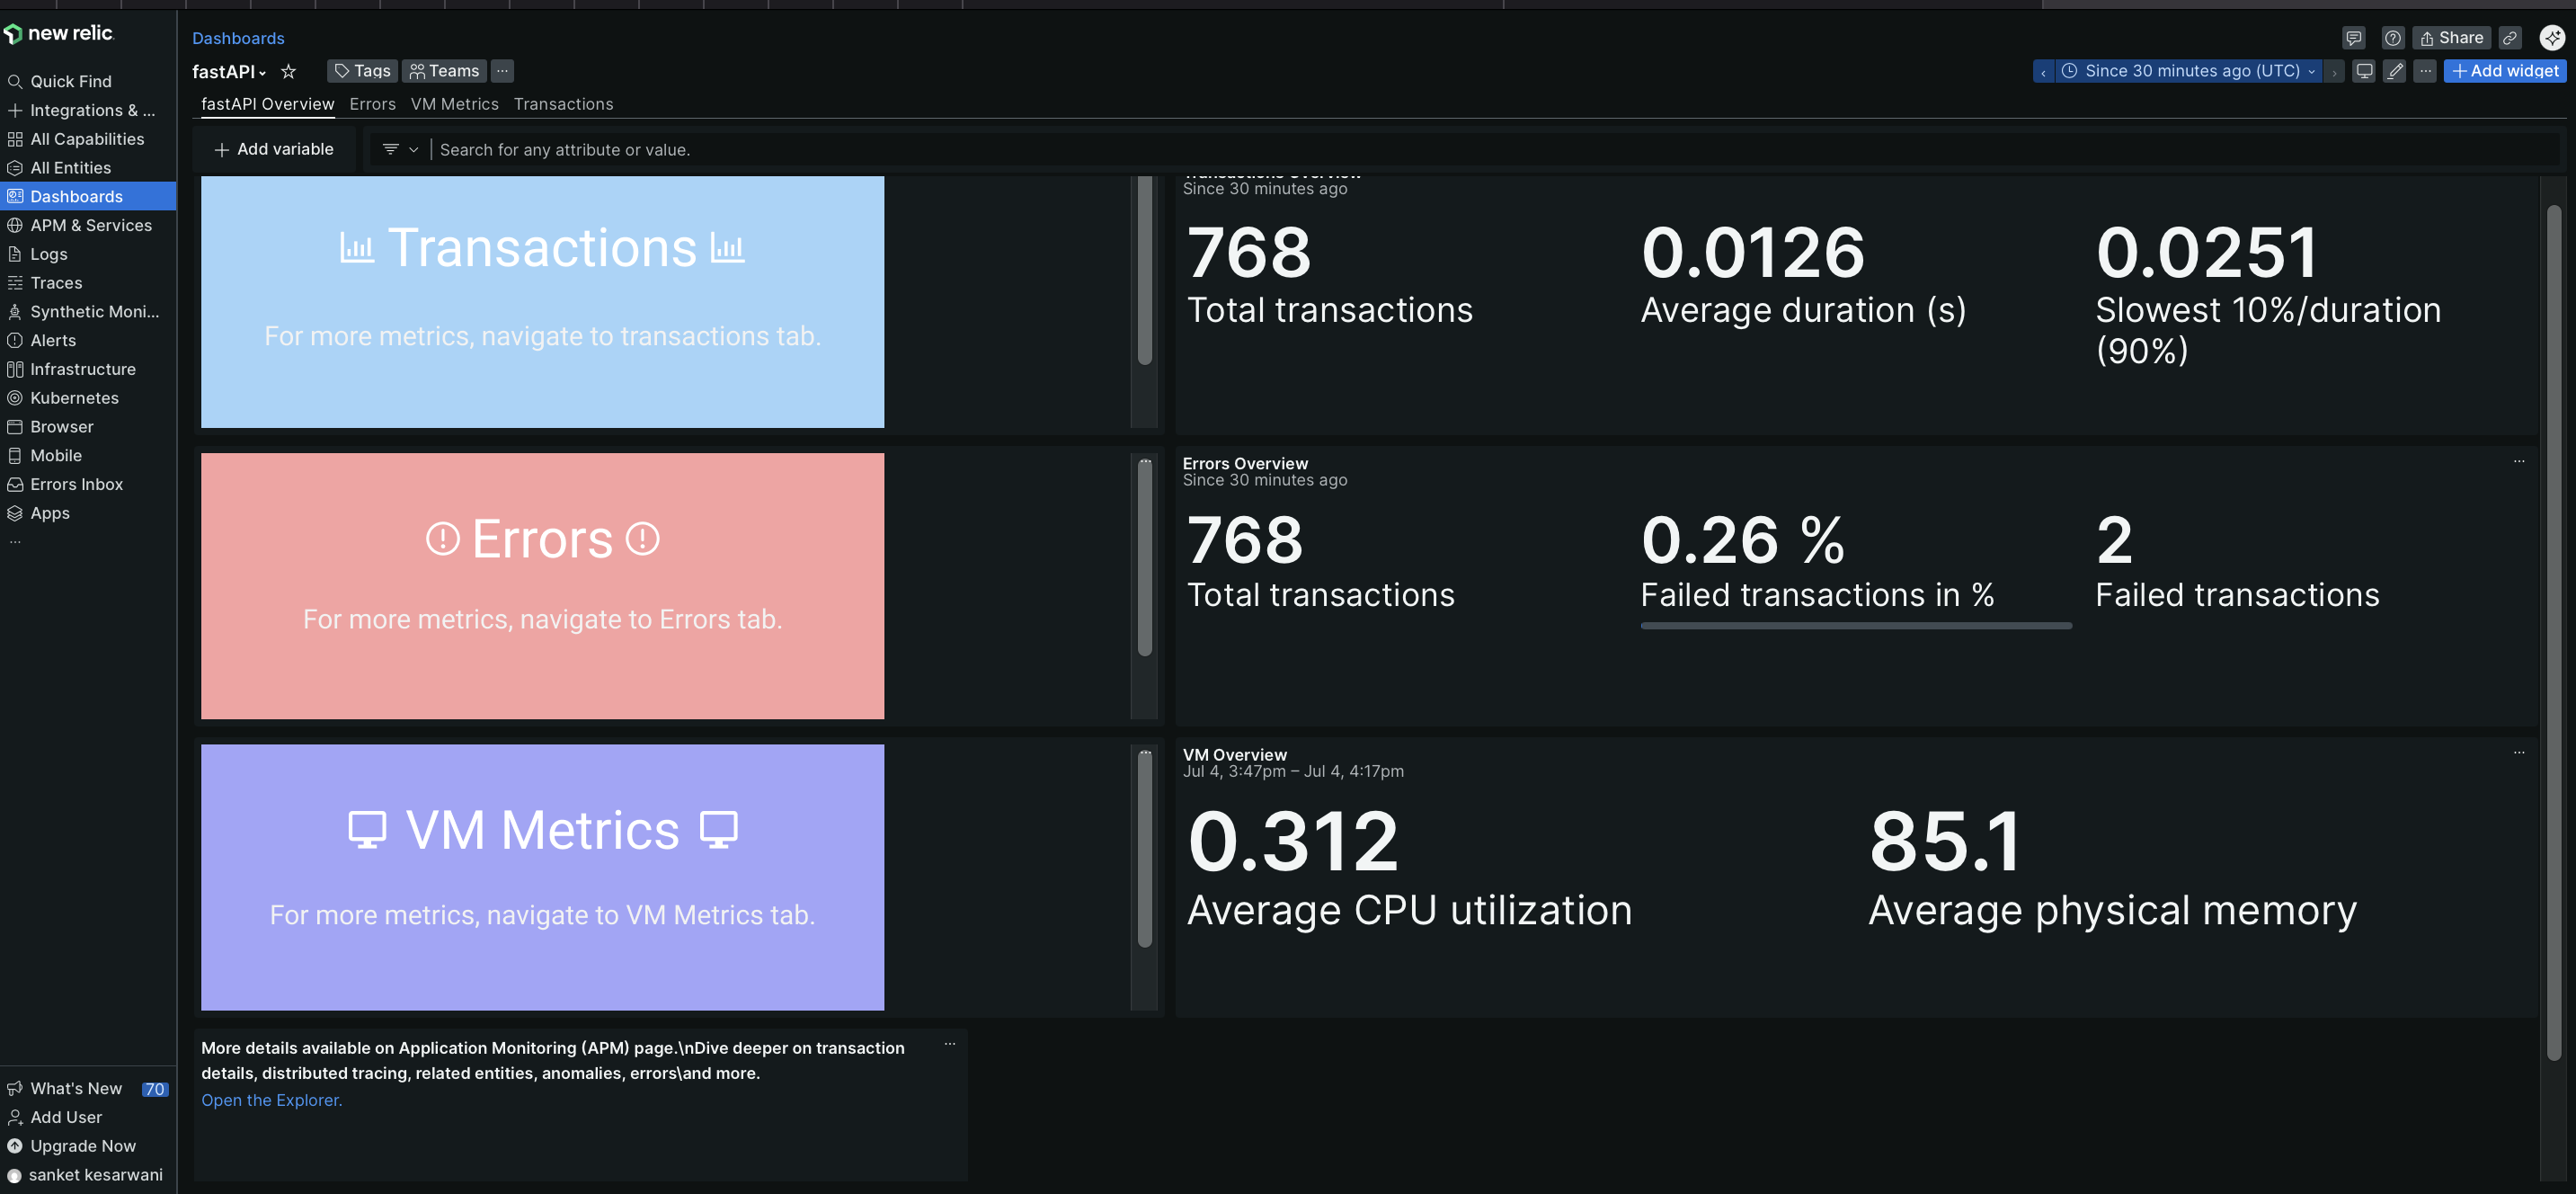 new relic
Quick Find
Integrations & ...
All Capabilities
All Entities
Dashboards
APM & Services
Logs
Traces
Synthetic Moni...
Alerts
Infrastructure
Kubernetes
Browser
Mobile
Errors Inbox
Apps
...
What's New 70
Add User
Upgrade Now
sanket kesarwani
Dashboards
Share
fastAPI
Tags
Teams
...
Since 30 minutes ago (UTC)
...
Add widget
fastAPI Overview Errors VM Metrics Transactions
Add variable
Search for any attribute or value.
Transactions
For more metrics, navigate to transactions tab.
Transactions Overview
Since 30 minutes ago
768
Total transactions
0.0126
Average duration (s)
0.0251
Slowest 10%/duration
(90%)
Errors
For more metrics, navigate to Errors tab.
Errors Overview
Since 30 minutes ago
768
Total transactions
0.26 %
Failed transactions in %
2
Failed transactions
VM Metrics
For more metrics, navigate to VM Metrics tab.
VM Overview
Jul 4, 3:47pm – Jul 4, 4:17pm
0.312
Average CPU utilization
85.1
Average physical memory
More details available on Application Monitoring (APM) page.\nDive deeper on transaction
details, distributed tracing, related entities, anomalies, errors\and more.
Open the Explorer.